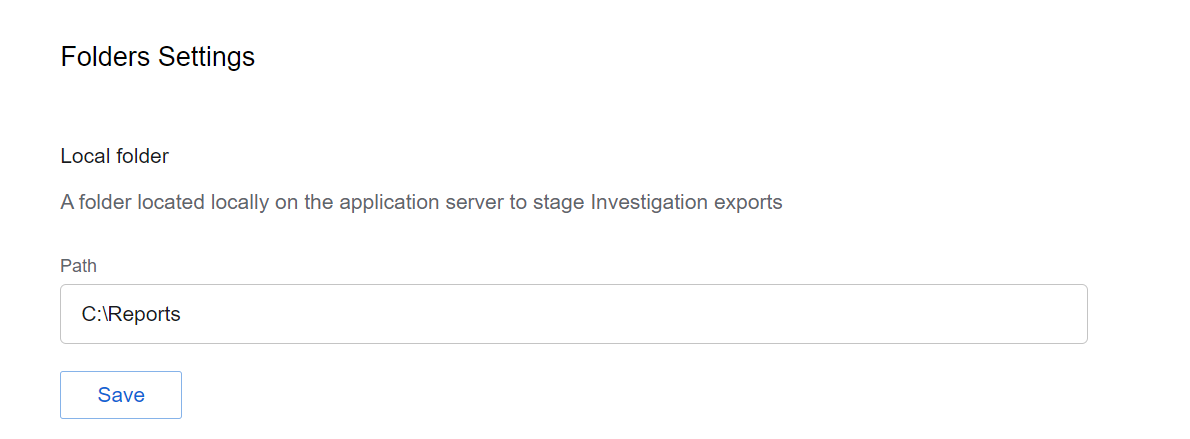 Folders Settings
Local folder
A folder located locally on the application server to stage Investigation exports
Path
C:\Reports
Save